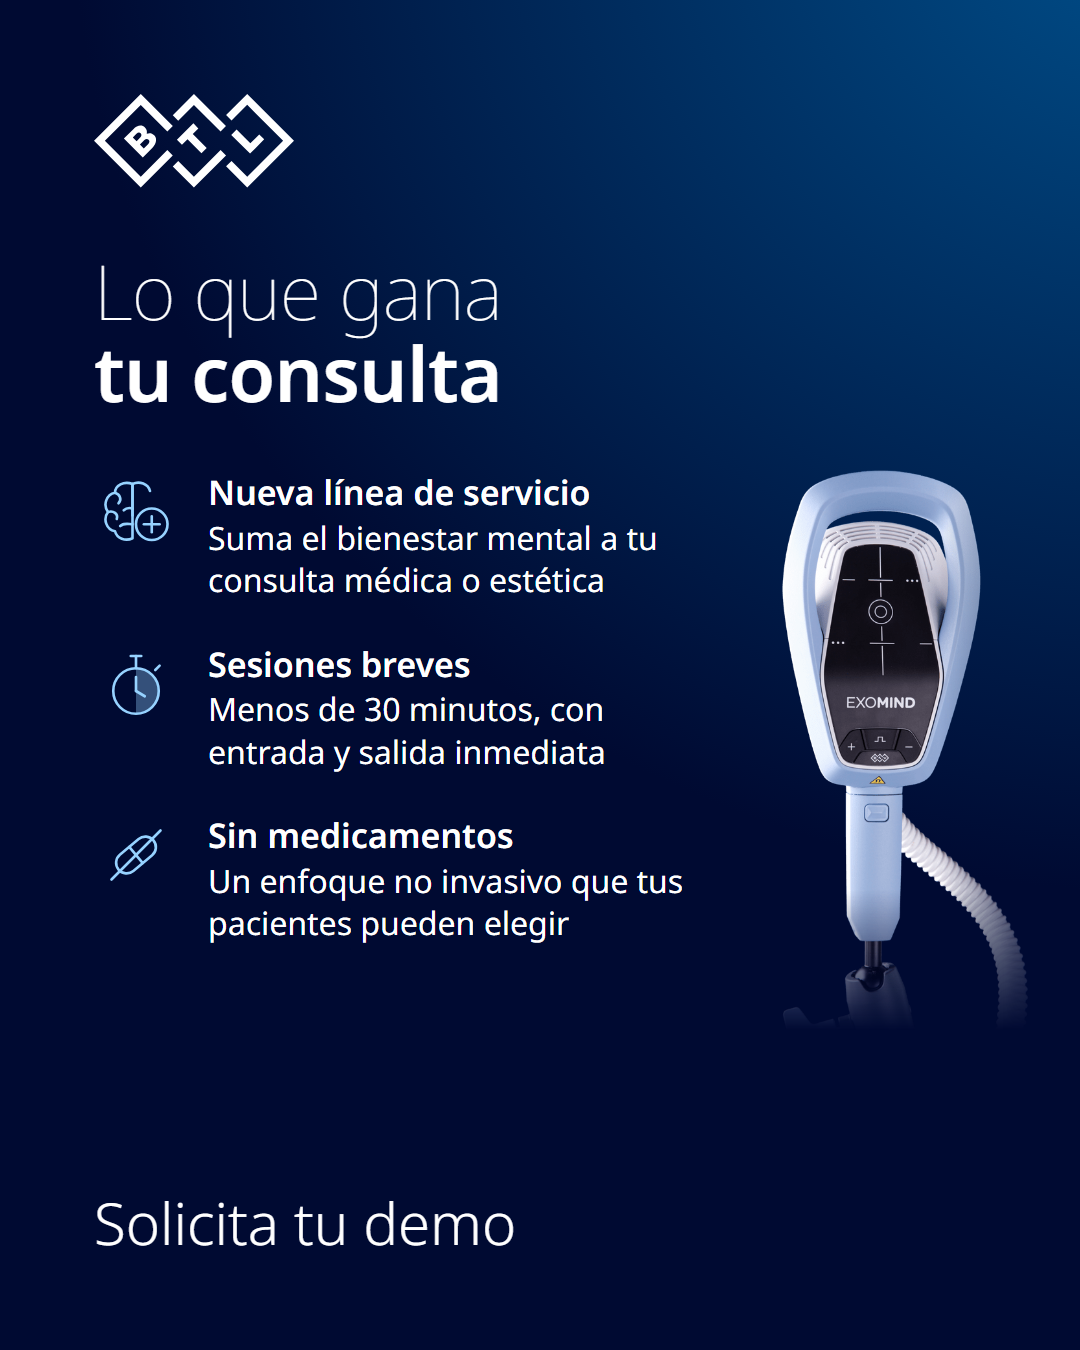 BTL
Lo que gana
tu consulta
Nueva línea de servicio
Suma el bienestar mental a tu
consulta médica o estética
Sesiones breves
Menos de 30 minutos, con
entrada y salida inmediata
Sin medicamentos
Un enfoque no invasivo que tus
pacientes pueden elegir
EXOMIND
Solicita tu demo